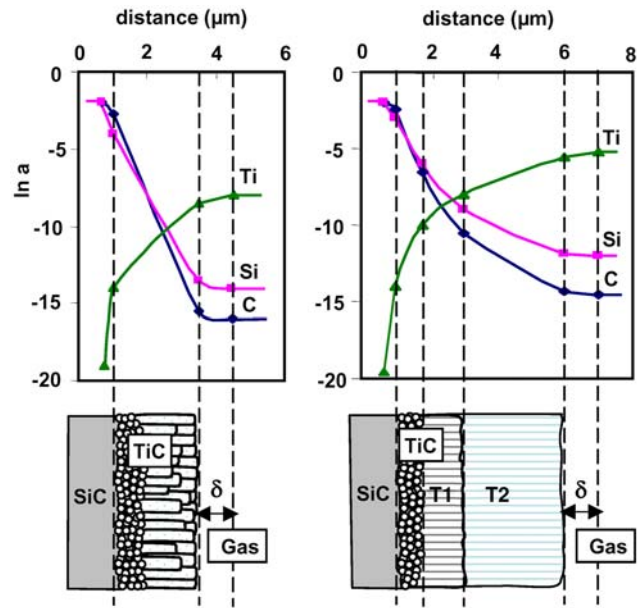 distance (µm)
0 2 4 6
0
-5
-10
-15
-20
ln a
Ti
Si
C
SiC
TiC
δ
Gas
distance (µm)
0 2 4 6 8
0
-5
-10
-15
-20
Ti
Si
C
SiC
TiC
T1
T2
δ
Gas